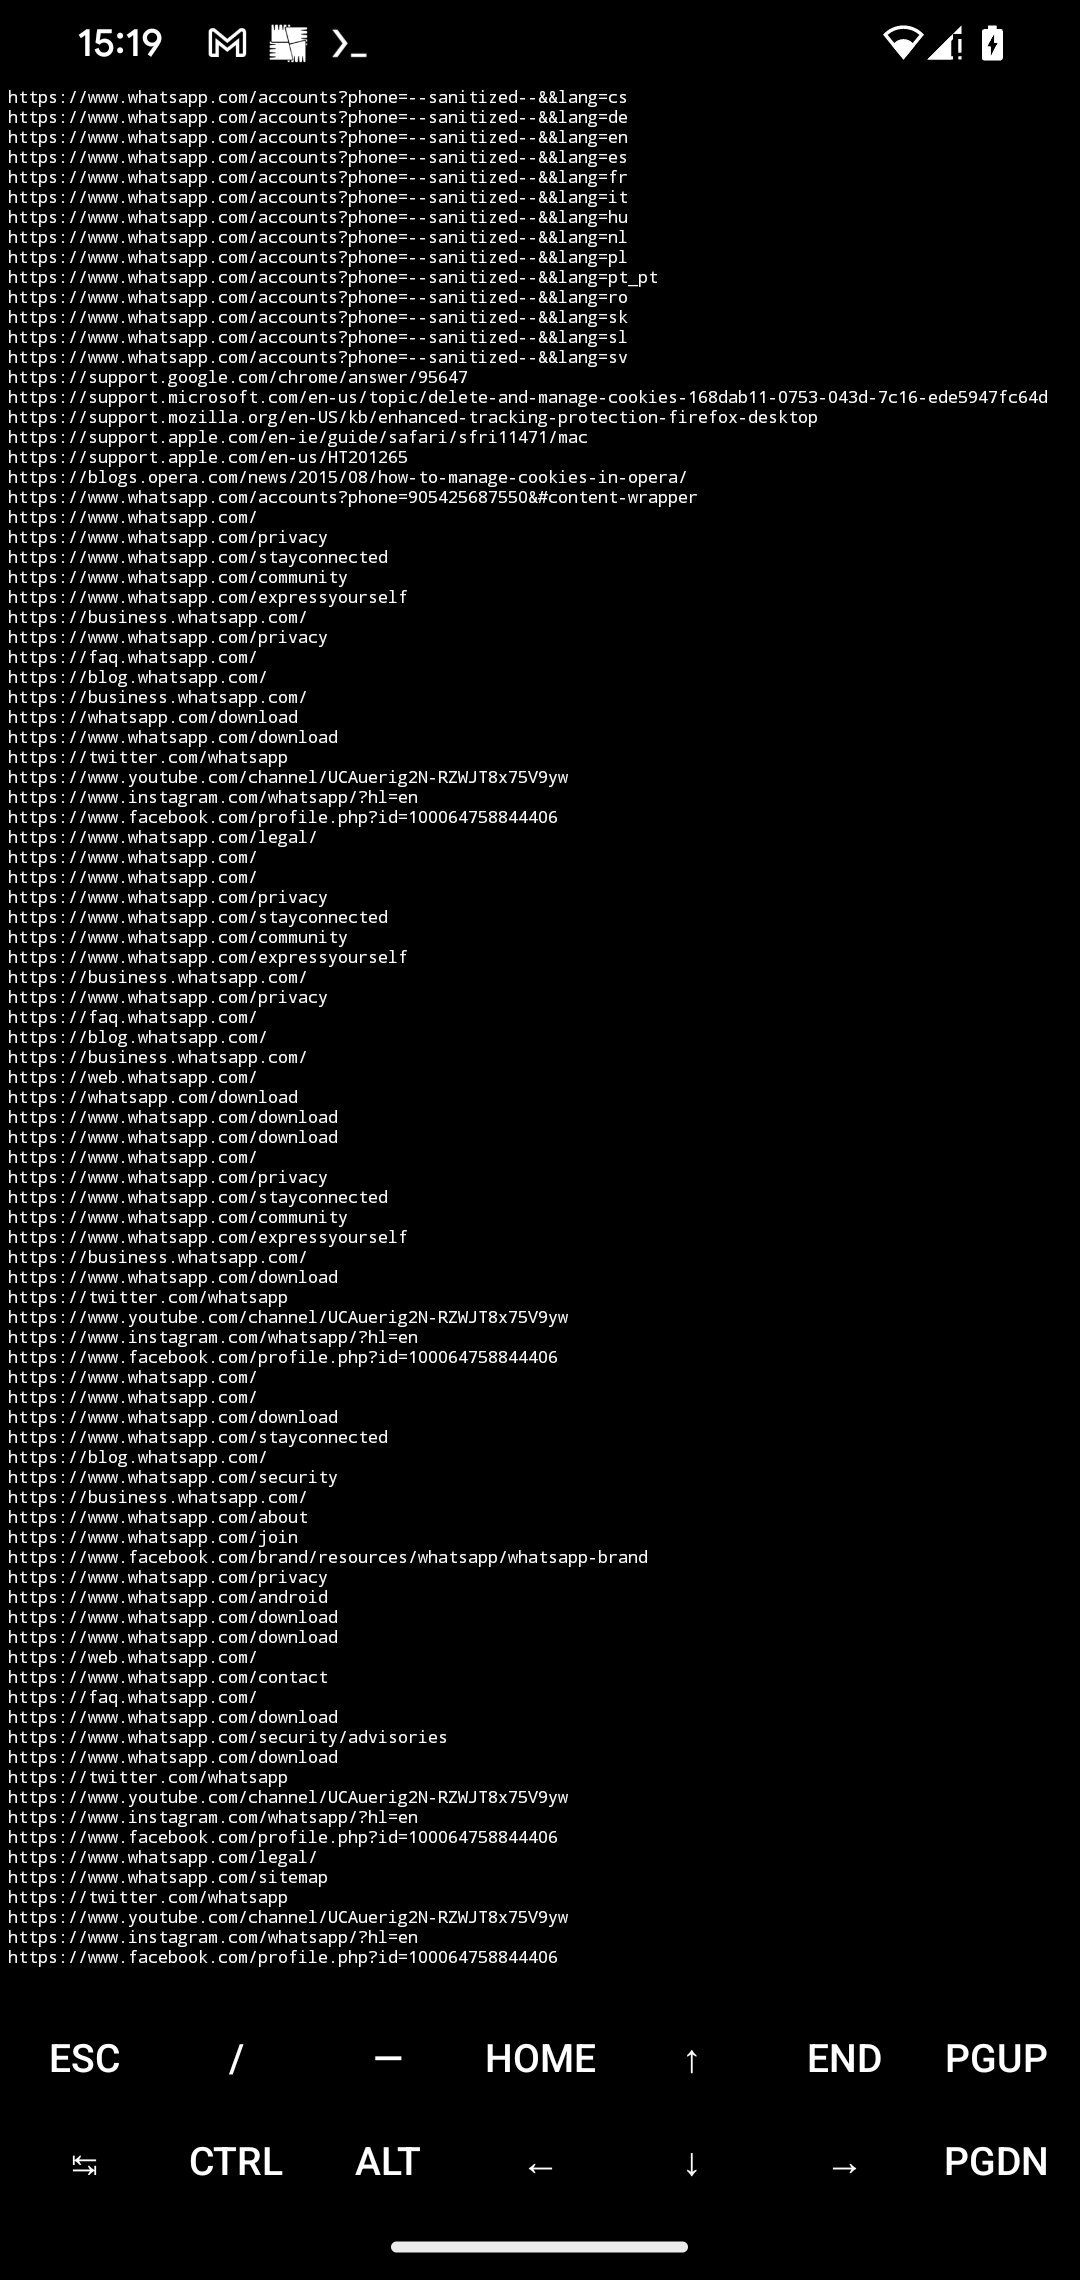 15:19
https://www.whatsapp.com/accounts?phone=--sanitized--&&lang=cs
https://www.whatsapp.com/accounts?phone=--sanitized--&&lang=de
https://www.whatsapp.com/accounts?phone=--sanitized--&&lang=en
https://www.whatsapp.com/accounts?phone=--sanitized--&&lang=es
https://www.whatsapp.com/accounts?phone=--sanitized--&&lang=fr
https://www.whatsapp.com/accounts?phone=--sanitized--&&lang=it
https://www.whatsapp.com/accounts?phone=--sanitized--&&lang=hu
https://www.whatsapp.com/accounts?phone=--sanitized--&&lang=nl
https://www.whatsapp.com/accounts?phone=--sanitized--&&lang=pl
https://www.whatsapp.com/accounts?phone=--sanitized--&&lang=pt_pt
https://www.whatsapp.com/accounts?phone=--sanitized--&&lang=ro
https://www.whatsapp.com/accounts?phone=--sanitized--&&lang=sk
https://www.whatsapp.com/accounts?phone=--sanitized--&&lang=sl
https://www.whatsapp.com/accounts?phone=--sanitized--&&lang=sv
https://support.google.com/chrome/answer/95647
https://support.microsoft.com/en-us/topic/delete-and-manage-cookies-168dab11-0753-043d-7c16-ede5947fc64d
https://support.mozilla.org/en-US/kb/enhanced-tracking-protection-firefox-desktop
https://support.apple.com/en-ie/guide/safari/sfri11471/mac
https://support.apple.com/en-us/HT201265
https://blogs.opera.com/news/2015/08/how-to-manage-cookies-in-opera/
https://www.whatsapp.com/accounts?phone=905425687550&#content-wrapper
https://www.whatsapp.com/
https://www.whatsapp.com/privacy
https://www.whatsapp.com/stayconnected
https://www.whatsapp.com/community
https://www.whatsapp.com/expressyourself
https://business.whatsapp.com/
https://www.whatsapp.com/privacy
https://faq.whatsapp.com/
https://blog.whatsapp.com/
https://business.whatsapp.com/
https://whatsapp.com/download
https://www.whatsapp.com/download
https://twitter.com/whatsapp
https://www.youtube.com/channel/UCAuerig2N-RZWJT8x75V9yw
https://www.instagram.com/whatsapp/?hl=en
https://www.facebook.com/profile.php?id=100064758844406
https://www.whatsapp.com/legal/
https://www.whatsapp.com/
https://www.whatsapp.com/
https://www.whatsapp.com/privacy
https://www.whatsapp.com/stayconnected
https://www.whatsapp.com/community
https://www.whatsapp.com/expressyourself
https://business.whatsapp.com/
https://www.whatsapp.com/privacy
https://faq.whatsapp.com/
https://blog.whatsapp.com/
https://business.whatsapp.com/
https://web.whatsapp.com/
https://whatsapp.com/download
https://www.whatsapp.com/download
https://www.whatsapp.com/download
https://www.whatsapp.com/
https://www.whatsapp.com/privacy
https://www.whatsapp.com/stayconnected
https://www.whatsapp.com/community
https://www.whatsapp.com/expressyourself
https://business.whatsapp.com/
https://www.whatsapp.com/download
https://twitter.com/whatsapp
https://www.youtube.com/channel/UCAuerig2N-RZWJT8x75V9yw
https://www.instagram.com/whatsapp/?hl=en
https://www.facebook.com/profile.php?id=100064758844406
https://www.whatsapp.com/
https://www.whatsapp.com/
https://www.whatsapp.com/download
https://www.whatsapp.com/stayconnected
https://blog.whatsapp.com/
https://www.whatsapp.com/security
https://business.whatsapp.com/
https://www.whatsapp.com/about
https://www.whatsapp.com/join
https://www.facebook.com/brand/resources/whatsapp/whatsapp-brand
https://www.whatsapp.com/privacy
https://www.whatsapp.com/android
https://www.whatsapp.com/download
https://www.whatsapp.com/download
https://web.whatsapp.com/
https://www.whatsapp.com/contact
https://faq.whatsapp.com/
https://www.whatsapp.com/download
https://www.whatsapp.com/security/advisories
https://www.whatsapp.com/download
https://twitter.com/whatsapp
https://www.youtube.com/channel/UCAuerig2N-RZWJT8x75V9yw
https://www.instagram.com/whatsapp/?hl=en
https://www.facebook.com/profile.php?id=100064758844406
https://www.whatsapp.com/legal/
https://www.whatsapp.com/sitemap
https://twitter.com/whatsapp
https://www.youtube.com/channel/UCAuerig2N-RZWJT8x75V9yw
https://www.instagram.com/whatsapp/?hl=en
https://www.facebook.com/profile.php?id=100064758844406
ESC / — HOME ↑ END PGUP
↹ CTRL ALT ← ↓ → PGDN